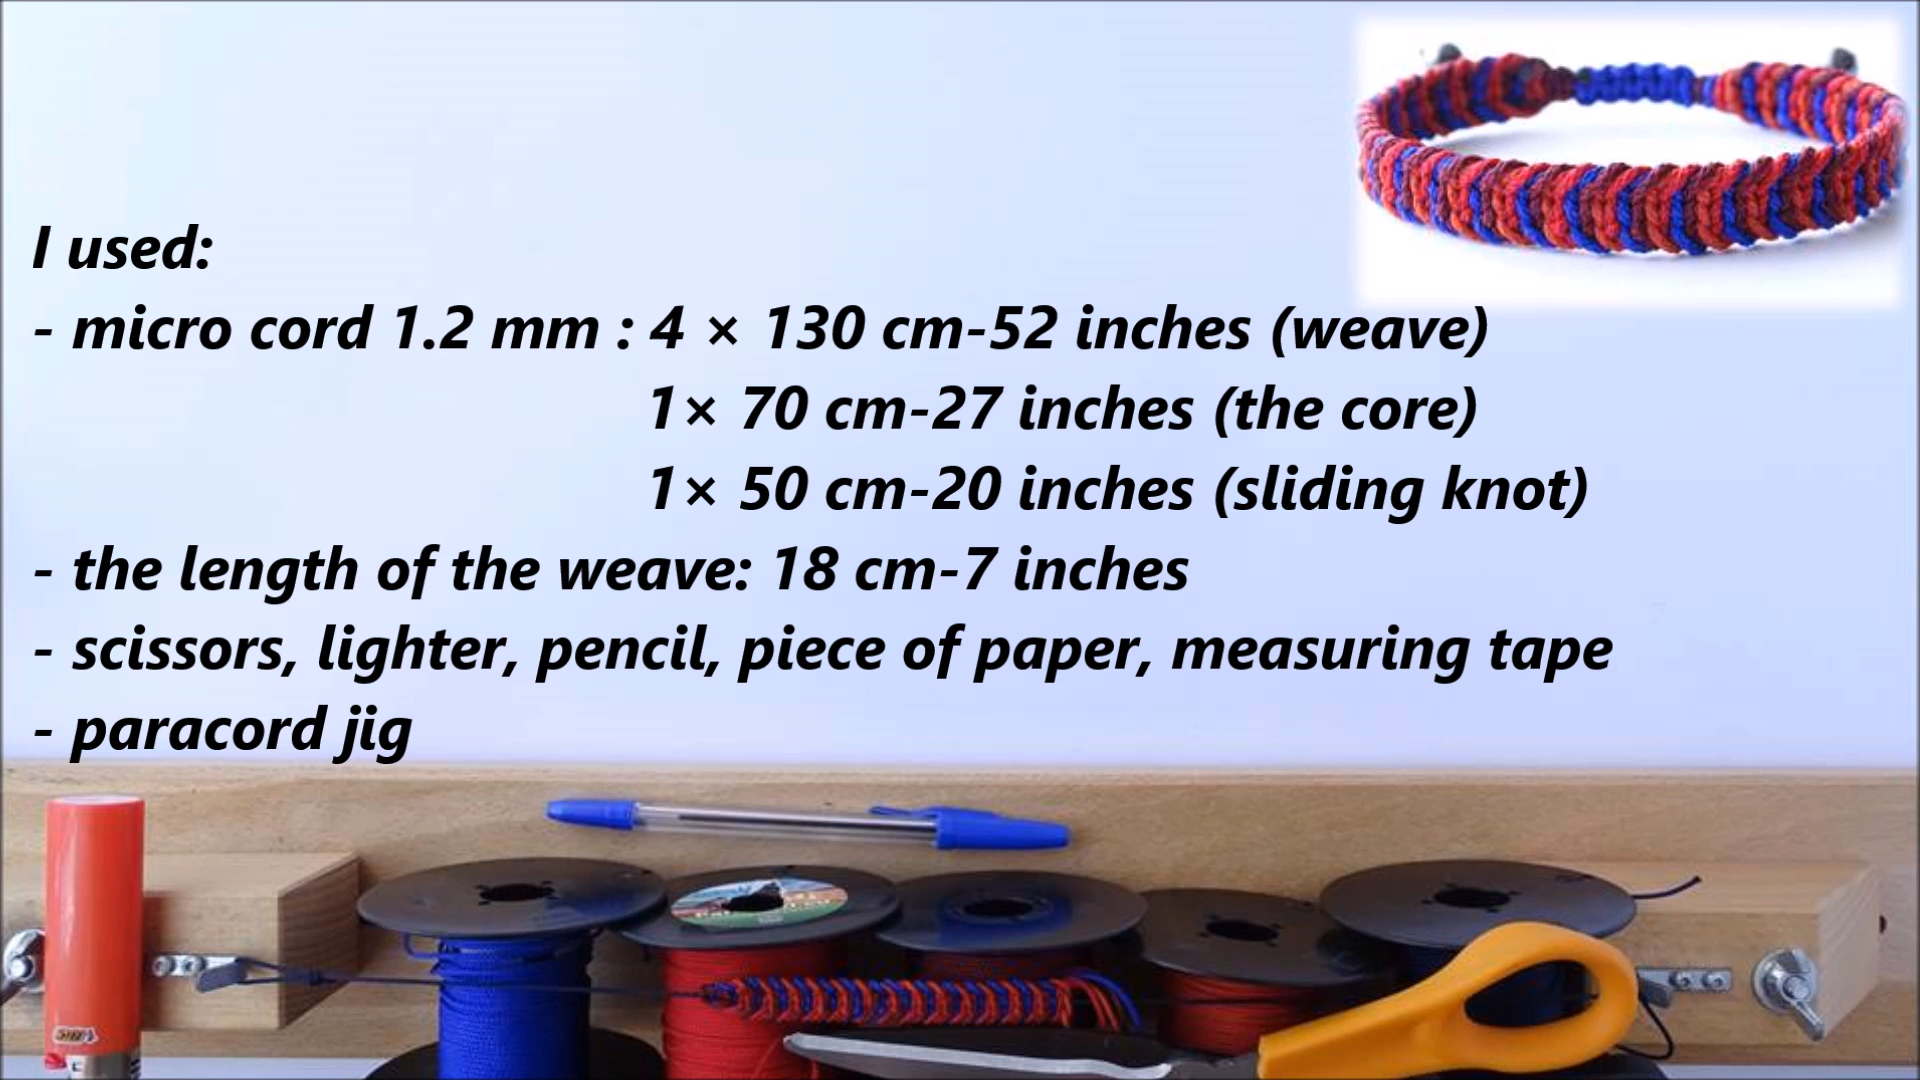 I used:
- micro cord 1.2 mm : 4 × 130 cm-52 inches (weave)
1× 70 cm-27 inches (the core)
1× 50 cm-20 inches (sliding knot)
- the length of the weave: 18 cm-7 inches
- scissors, lighter, pencil, piece of paper, measuring tape
- paracord jig